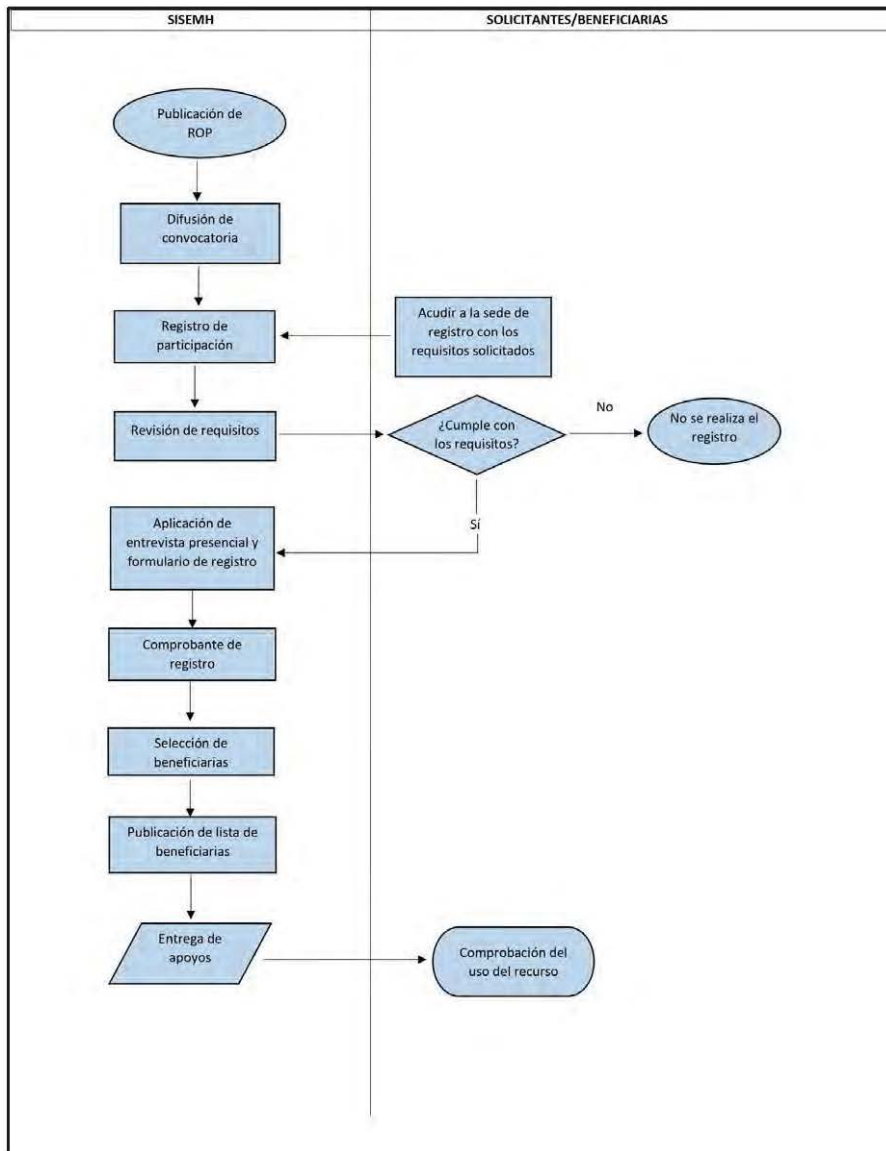 SISEMH
SOLICITANTES/BENEFICIARIAS
Publicación de
ROP
Difusión de
convocatoria
Registro de
participación
Acudir a la sede de
registro con los
requisitos solicitados
Revisión de requisitos
¿Cumple con
los requisitos?
No
No se realiza el
registro
Sí
Aplicación de
entrevista presencial y
formulario de registro
Comprobante de
registro
Selección de
beneficiarias
Publicación de lista de
beneficiarias
Entrega de
apoyos
Comprobación del
uso del recurso